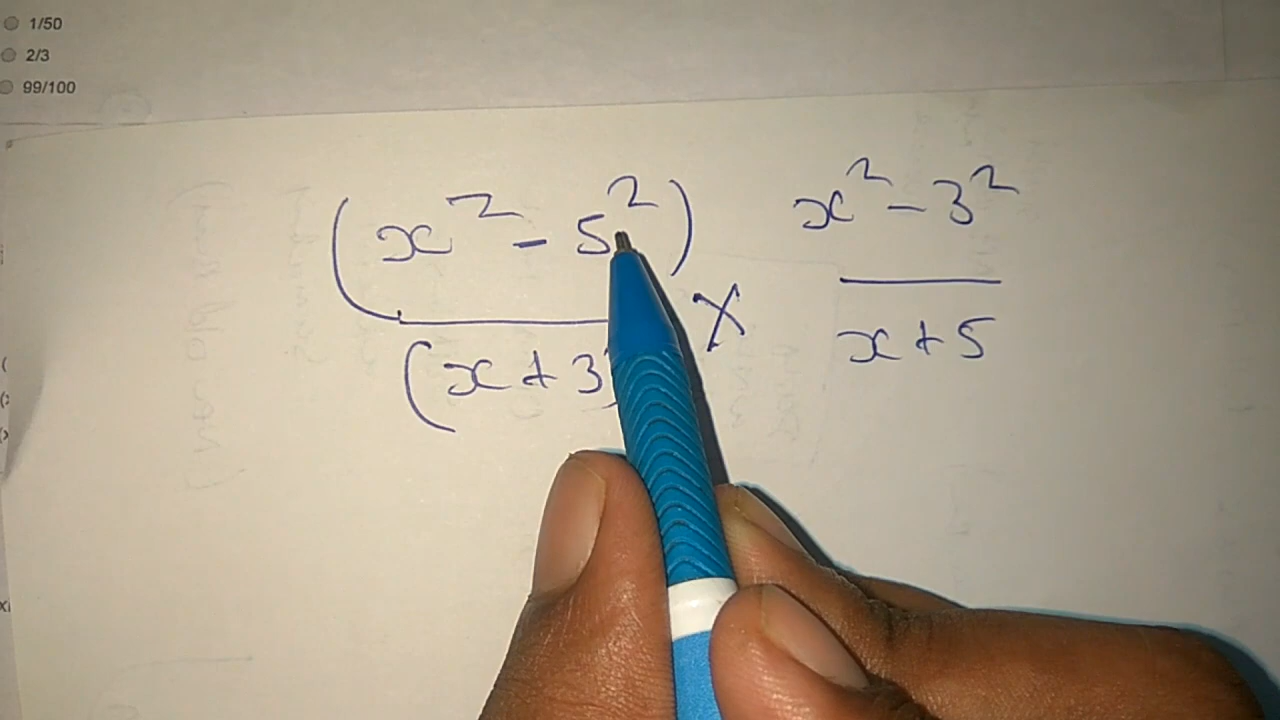 1/50
2/3
99/100
(x² - 5²) x² - 3²
×
(x + 3) x + 5